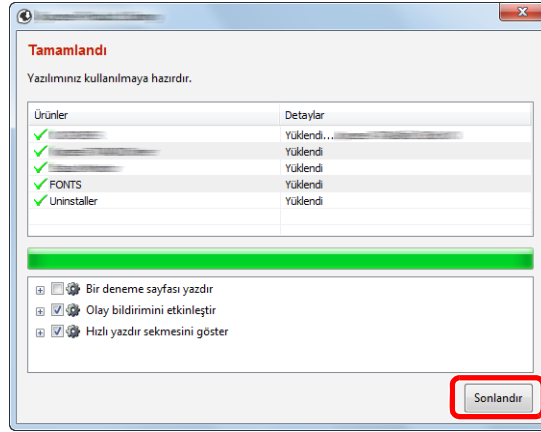 Tamamlandı
Yazılımınız kullanılmaya hazırdır.
Ürünler Detaylar
Yüklendi...
Yüklendi
Yüklendi
FONTS Yüklendi
Uninstaller Yüklendi
Bir deneme sayfası yazdır
Olay bildirimini etkinleştir
Hızlı yazdır sekmesini göster
Sonlandır